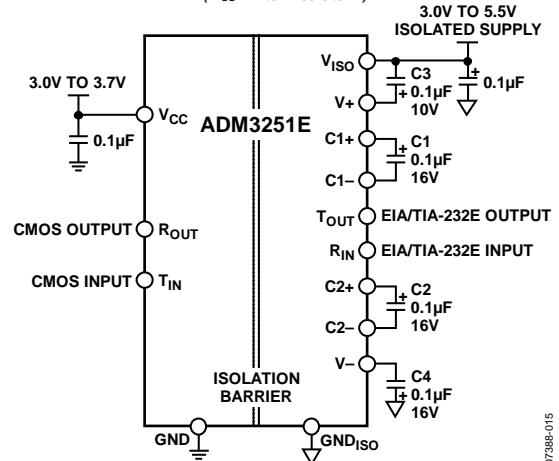 3.0V TO 5.5V
ISOLATED SUPPLY
3.0V TO 3.7V
0.1µF
VCC
ADM3251E
VISO
V+
C3
+ 0.1µF
10V
+
0.1µF
C1+
C1–
+ C1
0.1µF
16V
CMOS OUTPUT
ROUT
TOUT
EIA/TIA-232E OUTPUT
RIN
EIA/TIA-232E INPUT
CMOS INPUT
TIN
C2+
C2–
+ C2
0.1µF
16V
V–
C4
+ 0.1µF
16V
ISOLATION
BARRIER
GND
GNDISO
07388-015